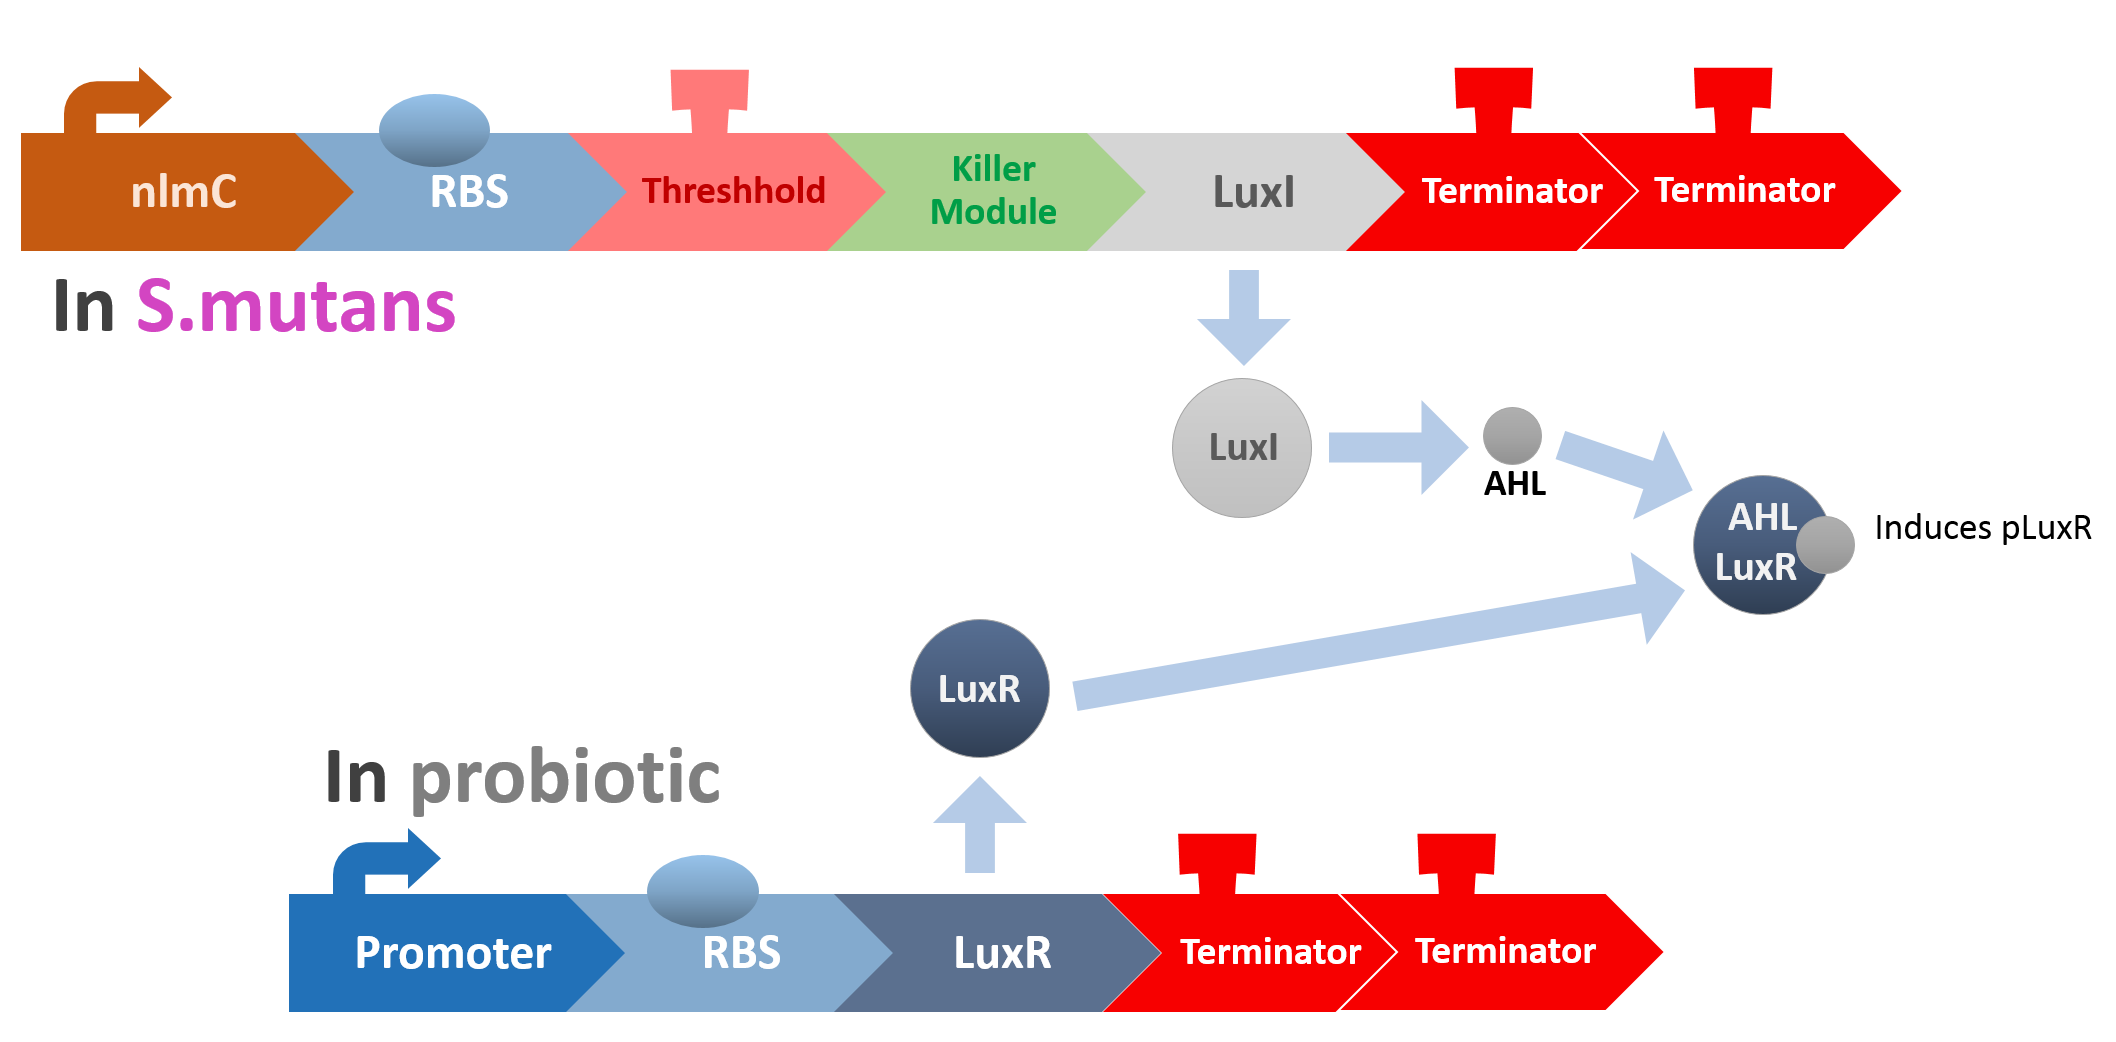 nlmC
RBS
Threshhold
Killer
Module
LuxI
Terminator
Terminator
In S.mutans
LuxI
AHL
AHL
LuxR
Induces pLuxR
LuxR
In probiotic
Promoter
RBS
LuxR
Terminator
Terminator